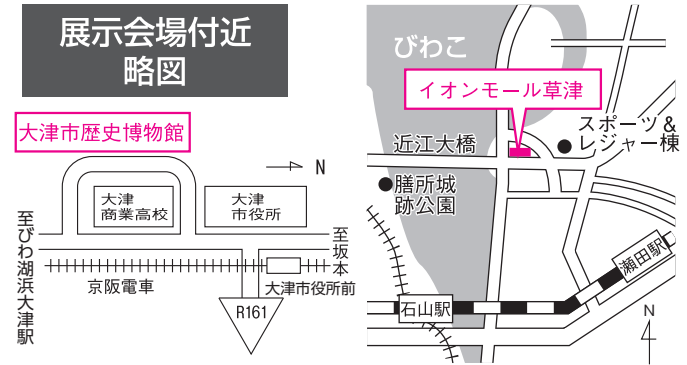 展示会場付近
略図
大津市歴史博物館
N
大津
商業高校
大津
市役所
至びわ湖浜大津駅
至坂本
京阪電車
大津市役所前
R161
びわこ
イオンモール草津
スポーツ&
レジャー棟
近江大橋
膳所城
跡公園
瀬田駅
石山駅
N